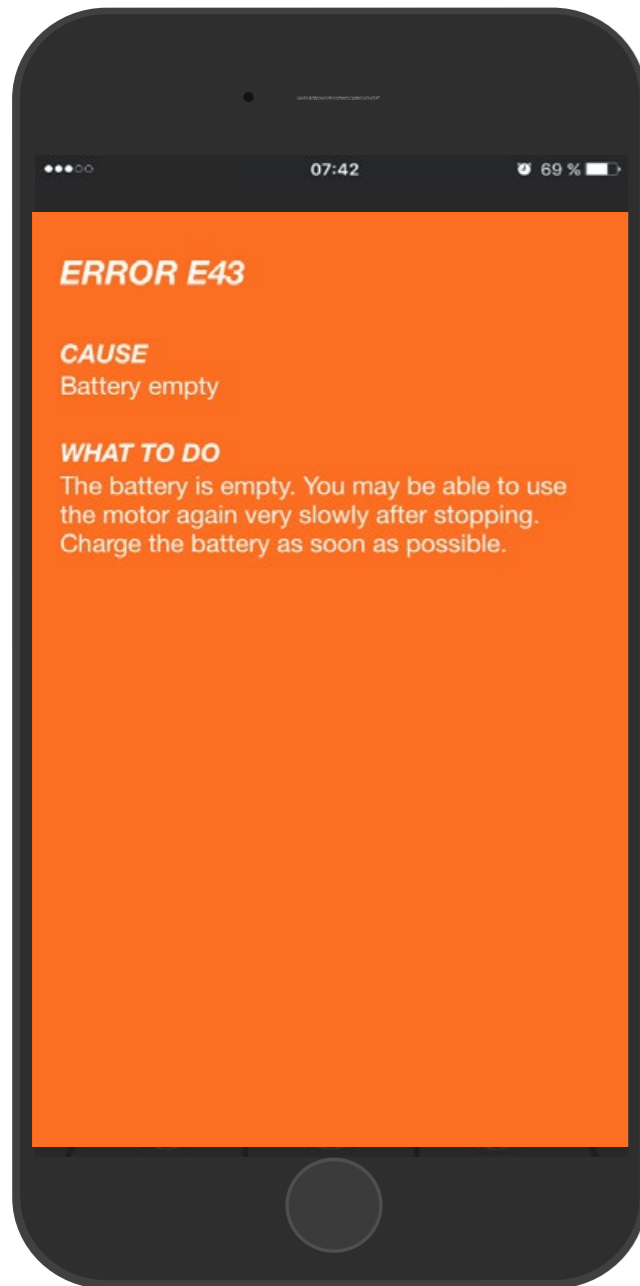 07:42
69 %
ERROR E43
CAUSE
Battery empty
WHAT TO DO
The battery is empty. You may be able to use
the motor again very slowly after stopping.
Charge the battery as soon as possible.